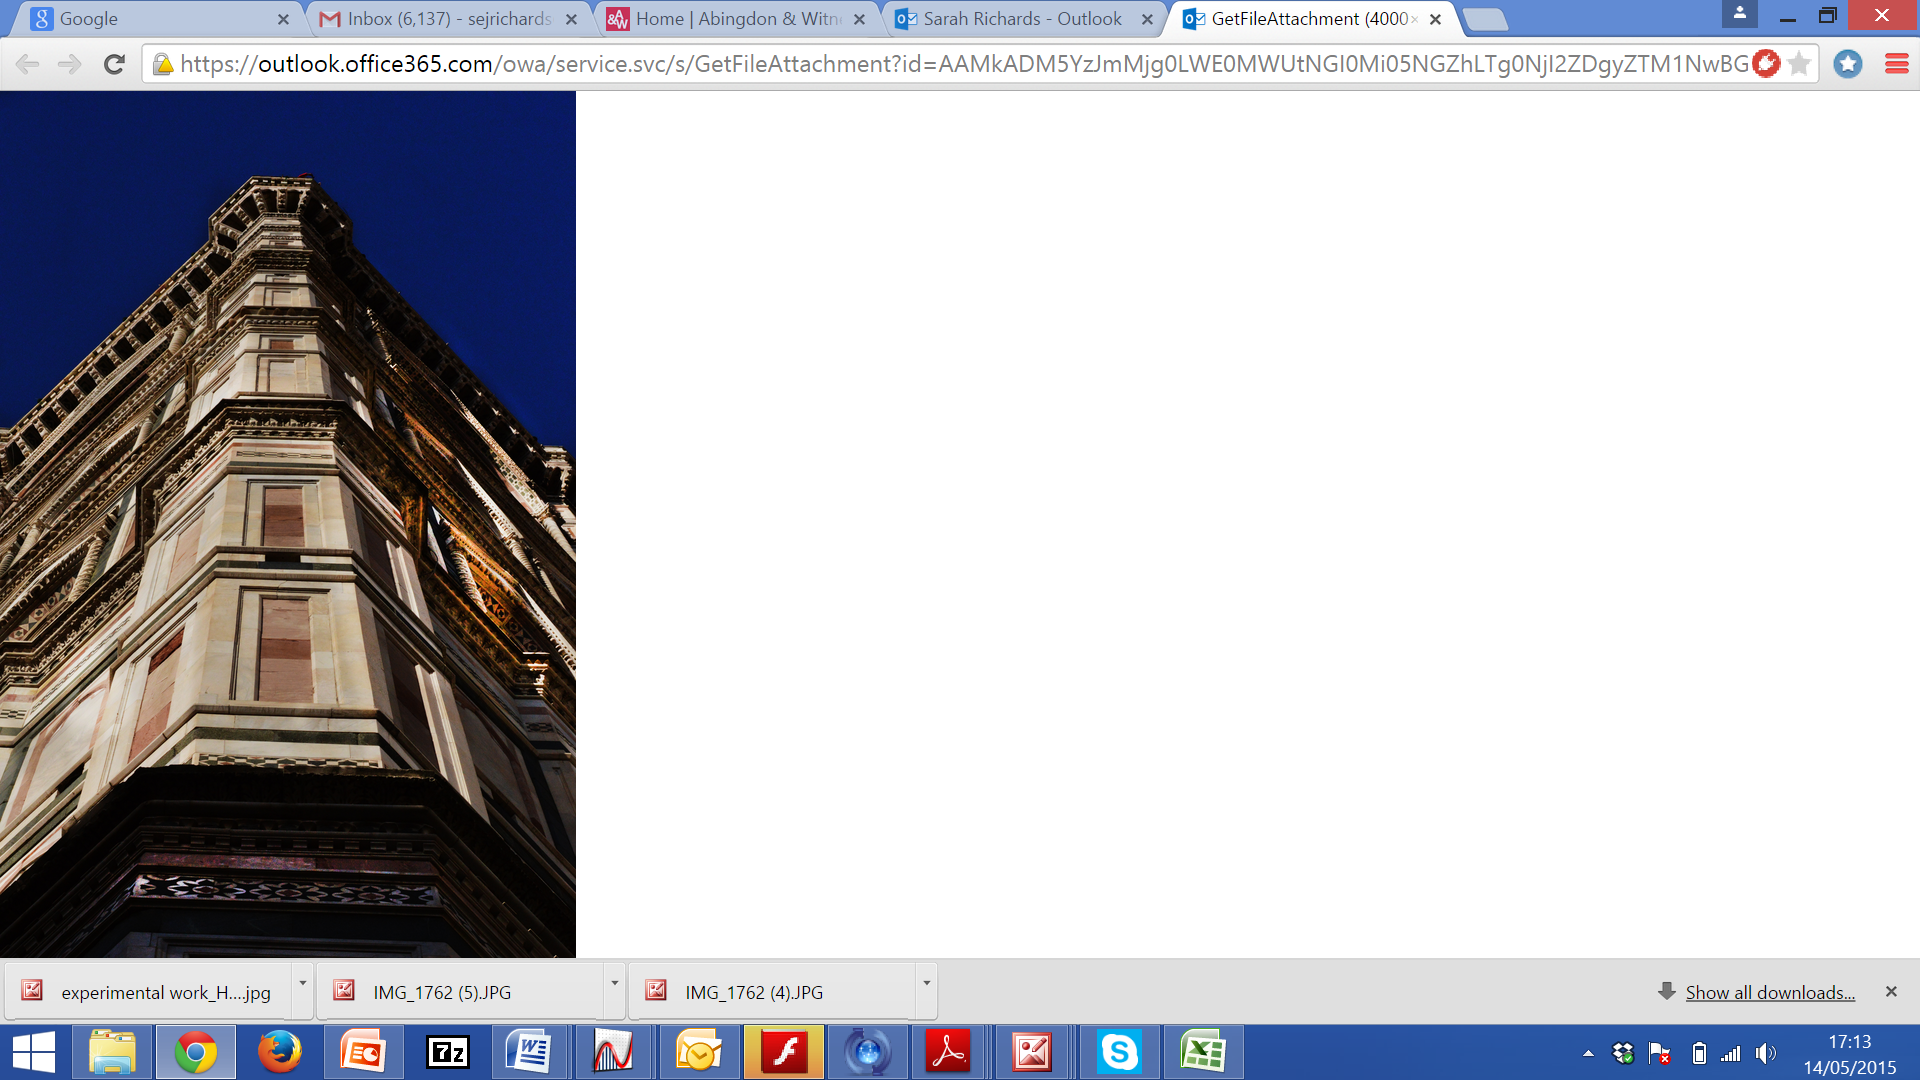 Google
Inbox (6,137) - sejrichards
Home | Abingdon & Witn
Sarah Richards - Outlook
GetFileAttachment (4000×
https://outlook.office365.com/owa/service.svc/s/GetFileAttachment?id=AAMkADM5YzJmMjg0LWE0MWUtNGI0Mi05NGZhLTg0NjI2ZDgyZTM1NwBG
experimental work_H....jpg
IMG_1762 (5).JPG
IMG_1762 (4).JPG
Show all downloads...
7z
17:13
14/05/2015